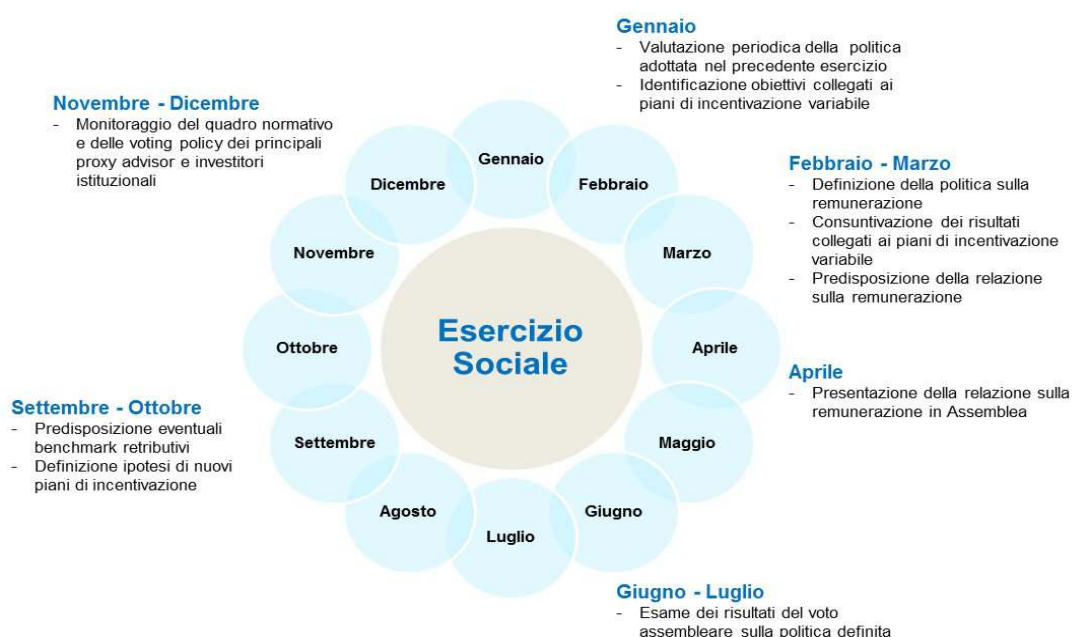 Gennaio
- Valutazione periodica della politica
adottata nel precedente esercizio
- Identificazione obiettivi collegati ai
piani di incentivazione variabile
Novembre - Dicembre
- Monitoraggio del quadro normativo
e delle voting policy dei principali
proxy advisor e investitori
istituzionali
Febbraio - Marzo
- Definizione della politica sulla
remunerazione
- Consuntivazione dei risultati
collegati ai piani di incentivazione
variabile
- Predisposizione della relazione
sulla remunerazione
Aprile
- Presentazione della relazione sulla
remunerazione in Assemblea
Settembre - Ottobre
- Predisposizione eventuali
benchmark retributivi
- Definizione ipotesi di nuovi
piani di incentivazione
Giugno - Luglio
- Esame dei risultati del voto
assembleare sulla politica definita
Gennaio
Febbraio
Marzo
Aprile
Maggio
Giugno
Luglio
Agosto
Settembre
Ottobre
Novembre
Dicembre
Esercizio
Sociale